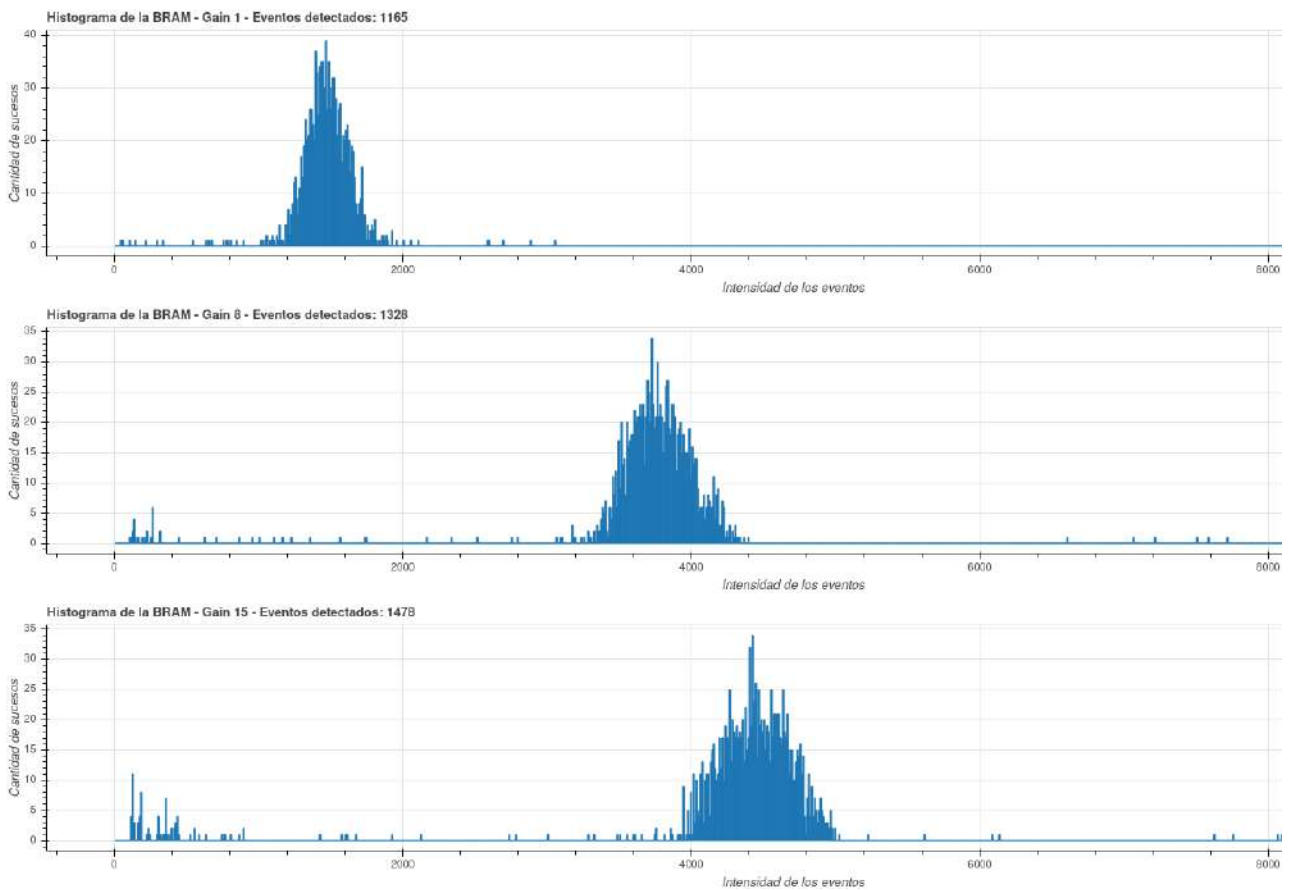 Histograma de la BRAM - Gain 1 - Eventos detectados: 1165
40
30
20
10
0
Cantidad de sucesos
0 2000 4000 6000 8000
Intensidad de los eventos
Histograma de la BRAM - Gain 8 - Eventos detectados: 1328
35
30
25
20
15
10
5
0
Cantidad de sucesos
0 2000 4000 6000 8000
Intensidad de los eventos
Histograma de la BRAM - Gain 15 - Eventos detectados: 1478
35
30
25
20
15
10
5
0
Cantidad de sucesos
0 2000 4000 6000 8000
Intensidad de los eventos